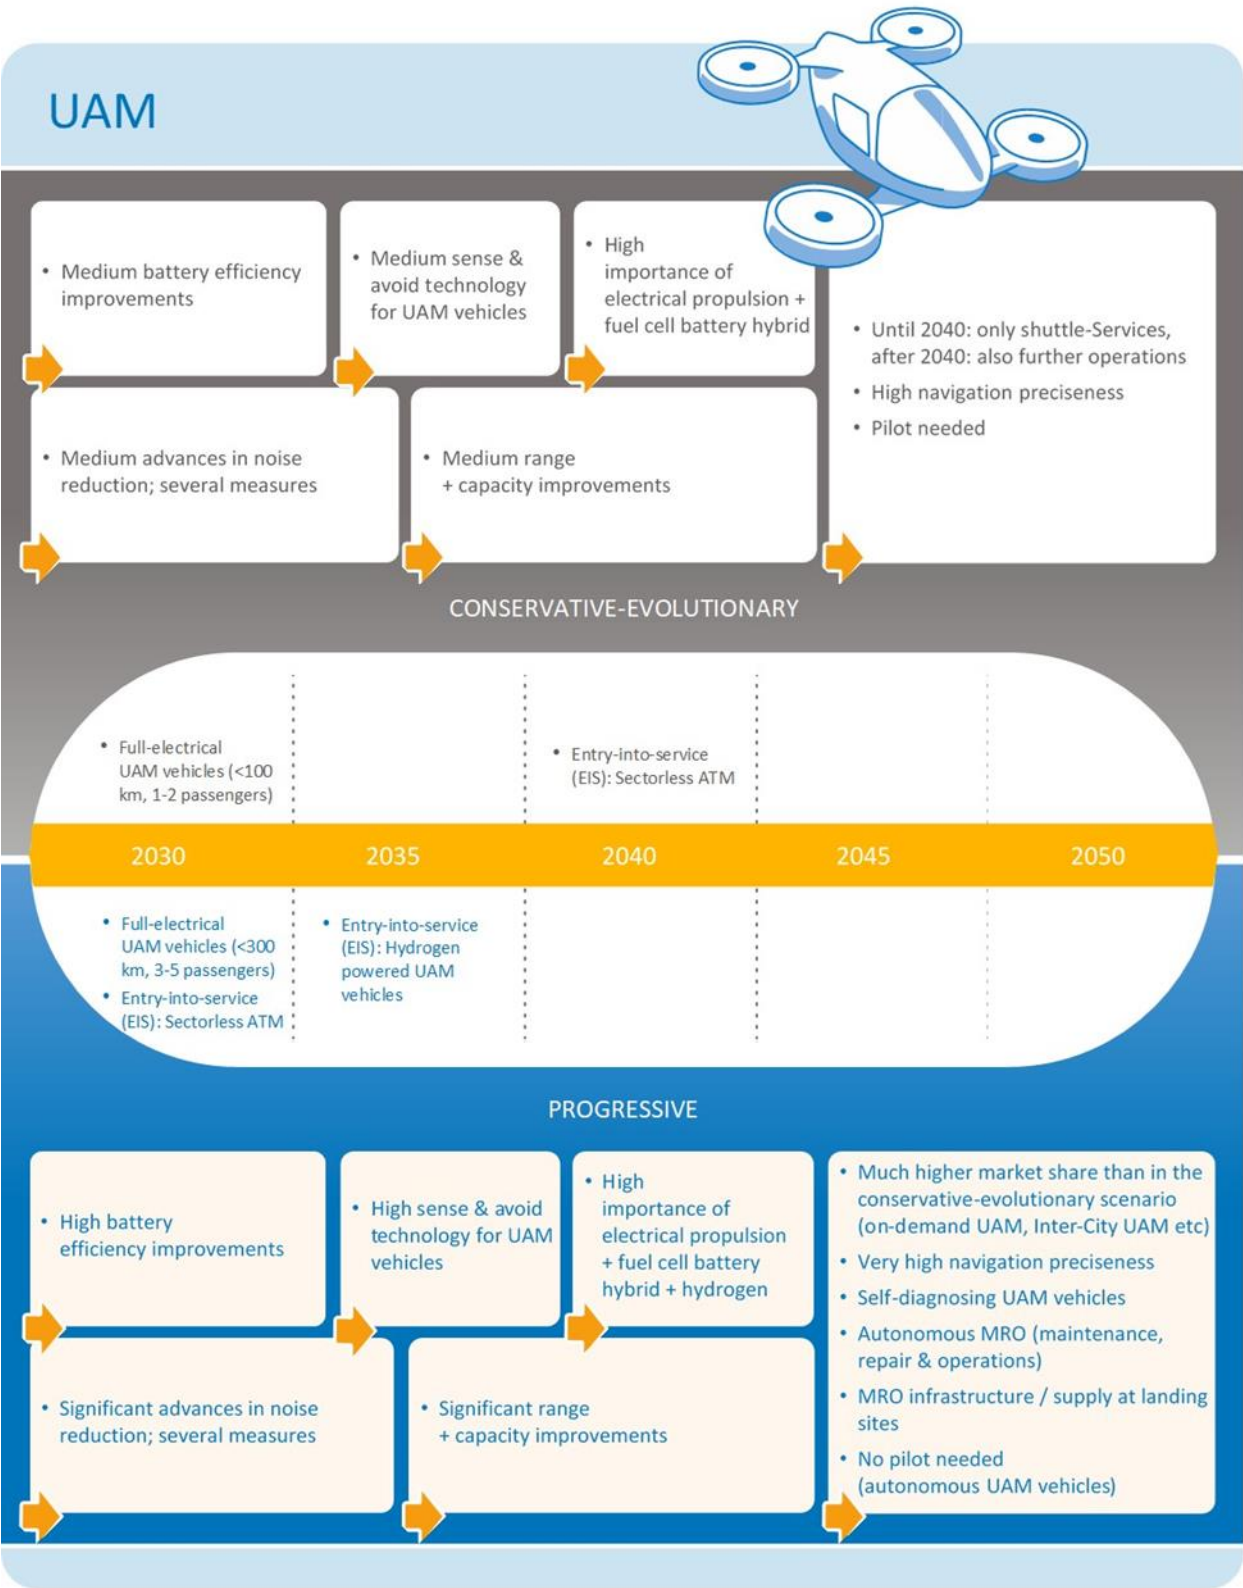 UAM
• Medium battery efficiency
improvements
• Medium sense &
avoid technology
for UAM vehicles
• High
importance of
electrical propulsion +
fuel cell battery hybrid
• Until 2040: only shuttle-Services,
after 2040: also further operations
• High navigation preciseness
• Pilot needed
• Medium advances in noise
reduction; several measures
• Medium range
+ capacity improvements
CONSERVATIVE-EVOLUTIONARY
• Full-electrical
UAM vehicles (<100
km, 1-2 passengers)
• Entry-into-service
(EIS): Sectorless ATM
2030
2035
2040
2045
2050
• Full-electrical
UAM vehicles (<300
km, 3-5 passengers)
• Entry-into-service
(EIS): Sectorless ATM
• Entry-into-service
(EIS): Hydrogen
powered UAM
vehicles
PROGRESSIVE
• High battery
efficiency improvements
• High sense & avoid
technology for UAM
vehicles
• High
importance of
electrical propulsion
+ fuel cell battery
hybrid + hydrogen
• Much higher market share than in the
conservative-evolutionary scenario
(on-demand UAM, Inter-City UAM etc)
• Very high navigation preciseness
• Self-diagnosing UAM vehicles
• Autonomous MRO (maintenance,
repair & operations)
• MRO infrastructure / supply at landing
sites
• No pilot needed
(autonomous UAM vehicles)
• Significant advances in noise
reduction; several measures
• Significant range
+ capacity improvements